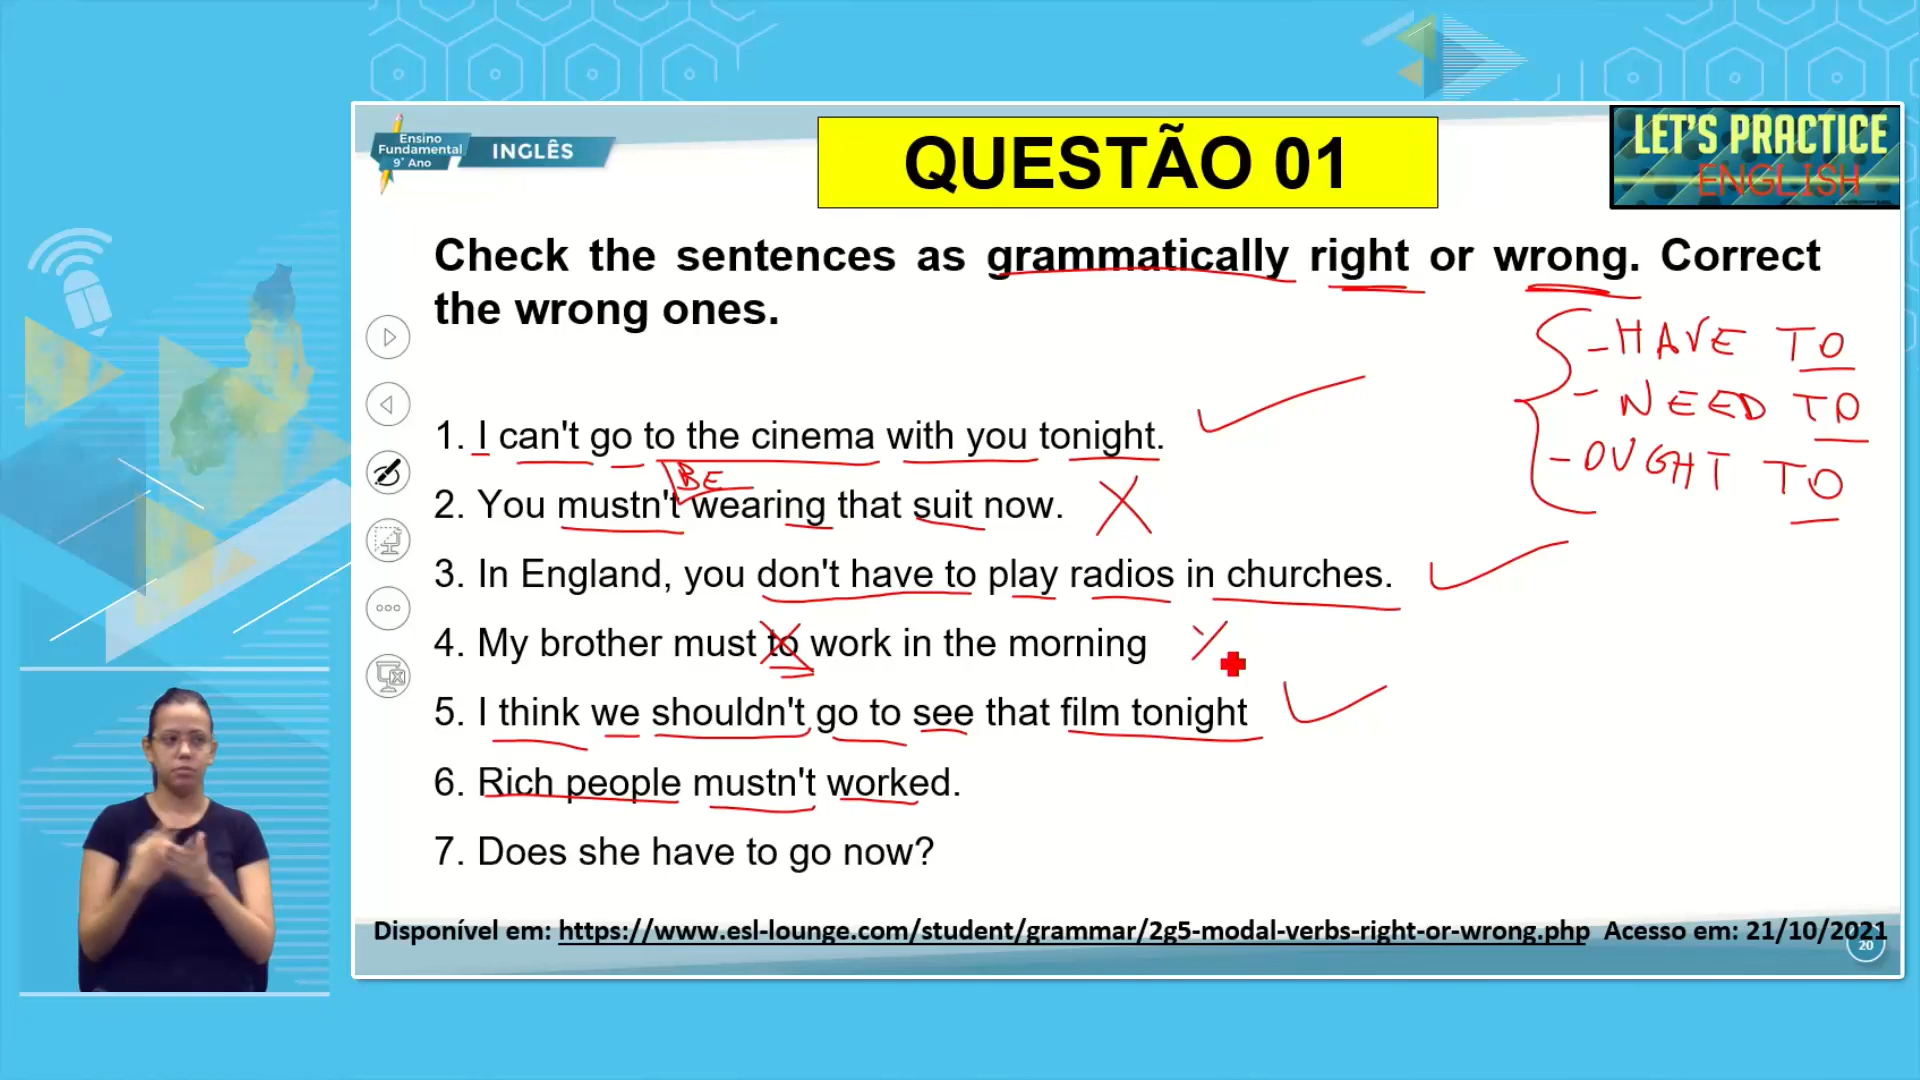 Ensino
Fundamental
9° Ano
INGLÊS
QUESTÃO 01
LET'S PRACTICE
ENGLISH
Check the sentences as grammatically right or wrong. Correct
the wrong ones.
- HAVE TO
- NEED TO
- OUGHT TO
1. I can't go to the cinema with you tonight.
BE
2. You mustn't wearing that suit now.
3. In England, you don't have to play radios in churches.
4. My brother must to work in the morning
5. I think we shouldn't go to see that film tonight
6. Rich people mustn't worked.
7. Does she have to go now?
Disponível em: https://www.esl-lounge.com/student/grammar/2g5-modal-verbs-right-or-wrong.php Acesso em: 21/10/2021
20